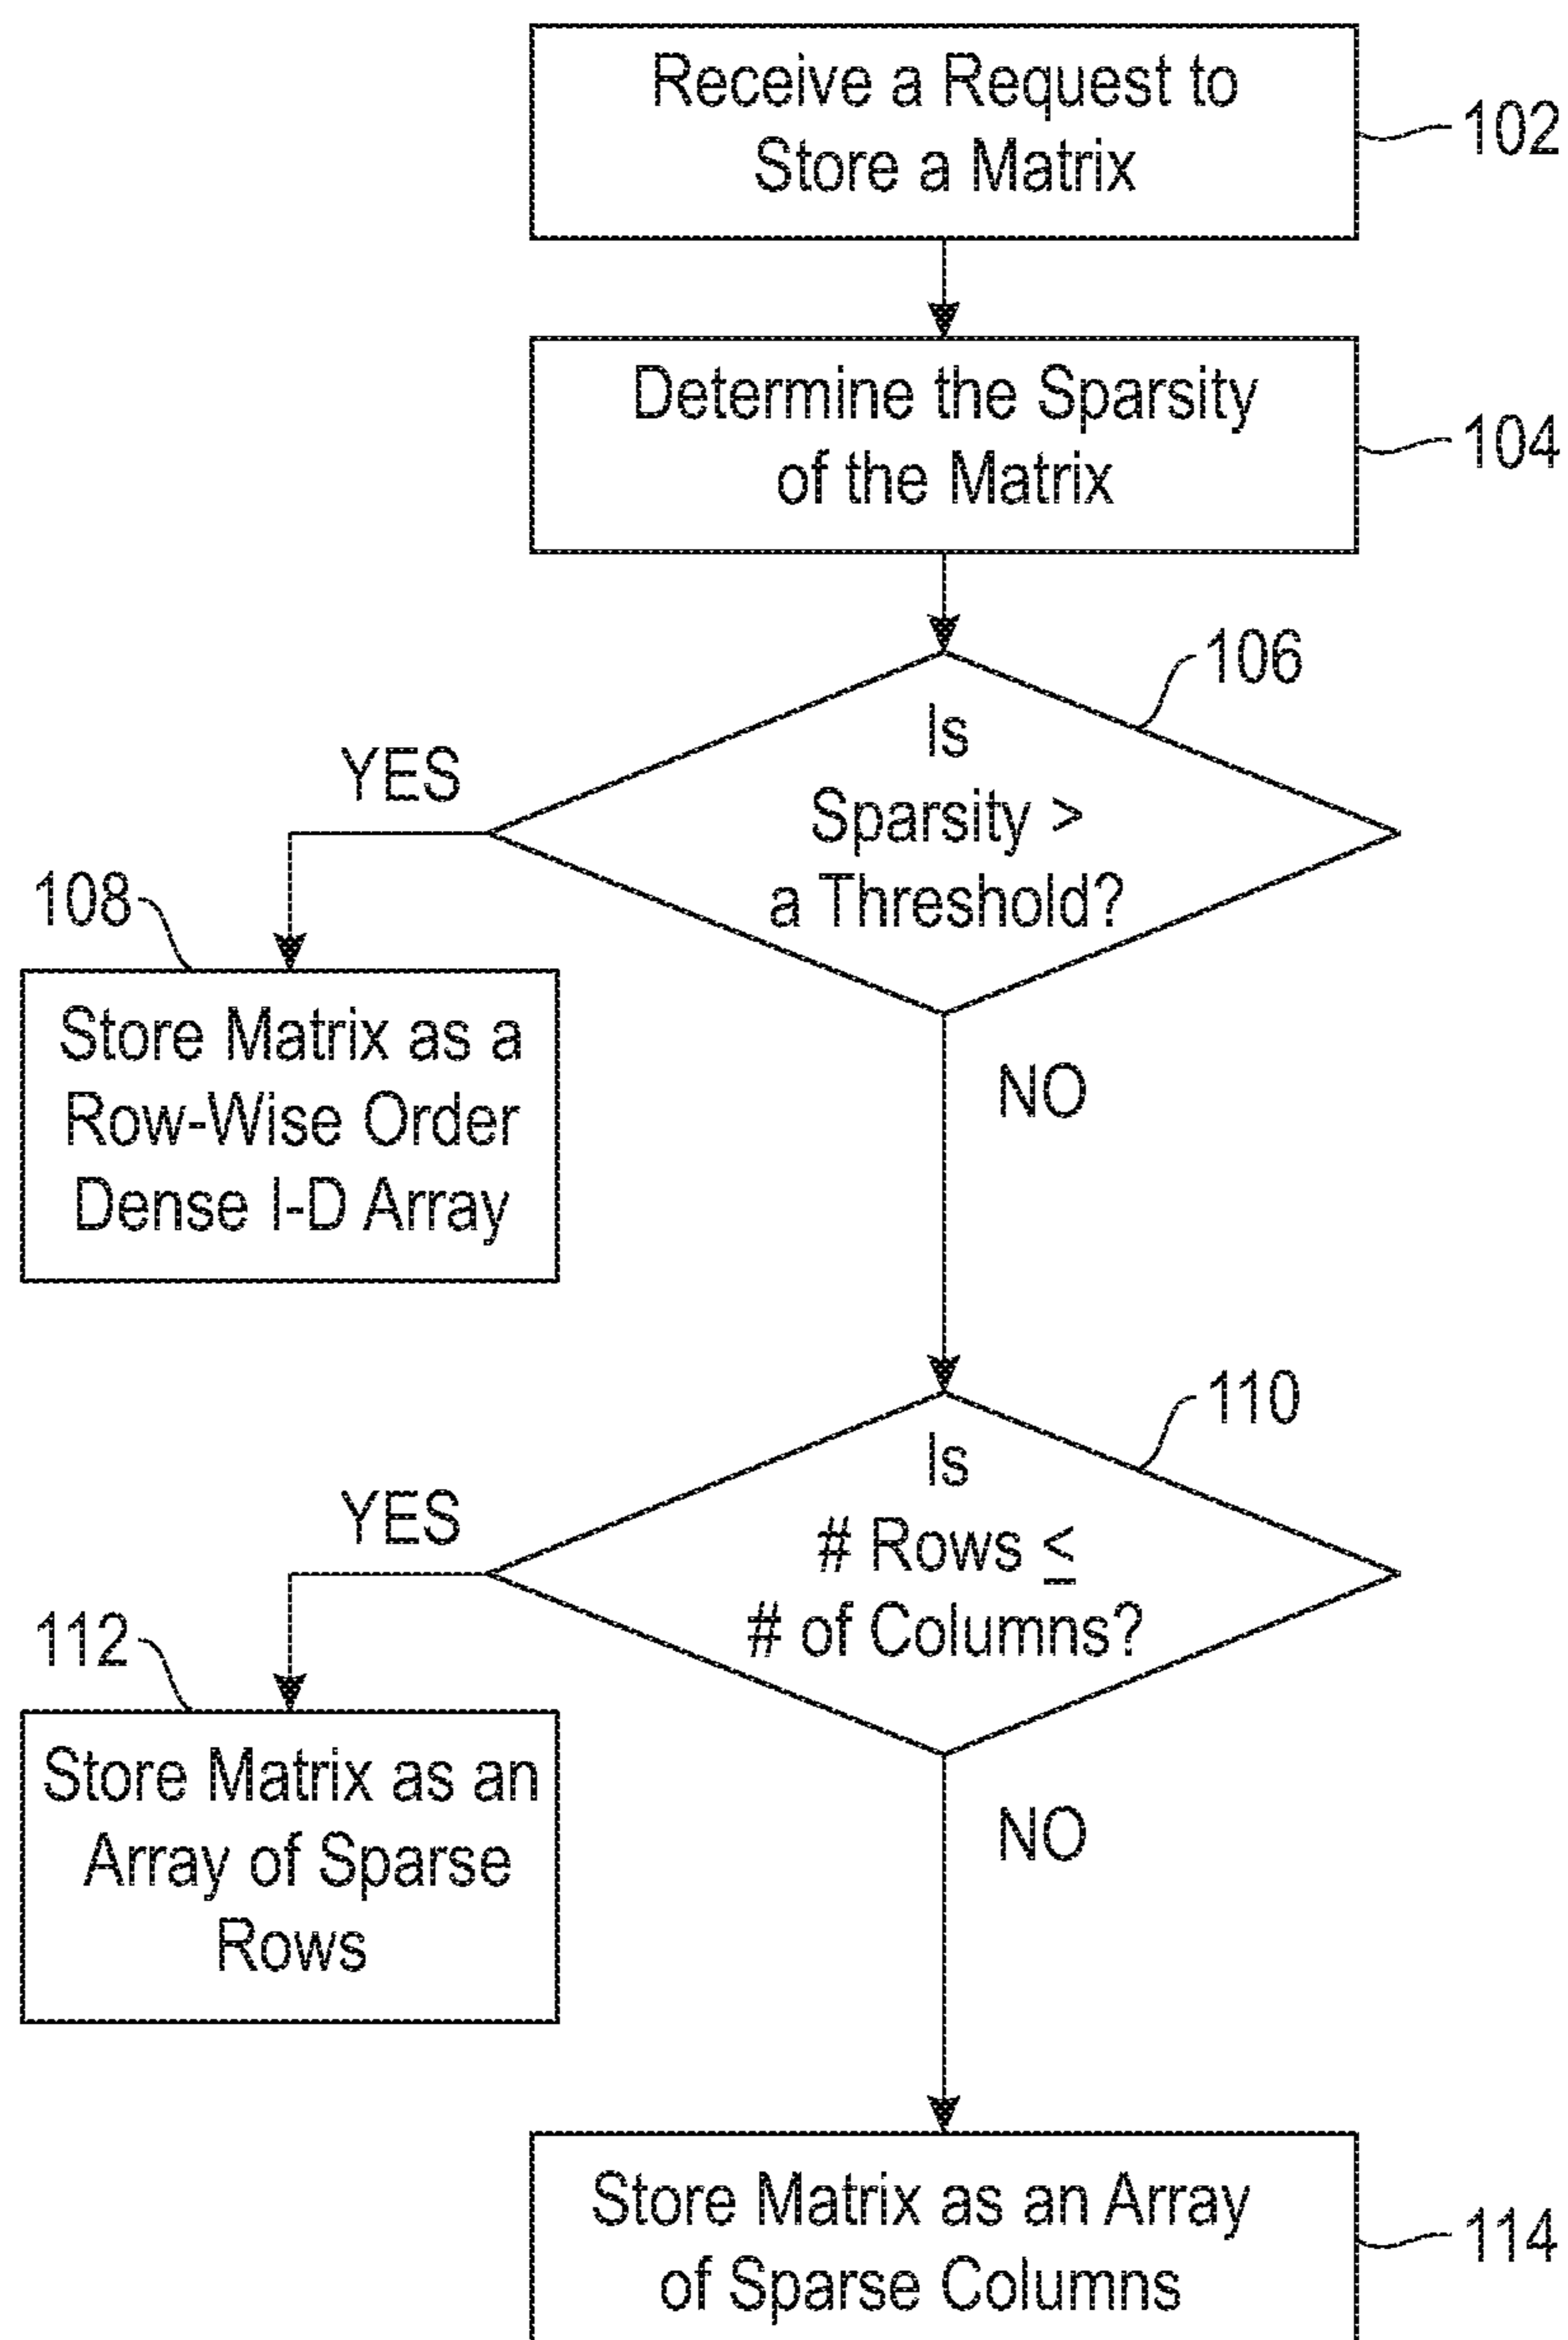 Receive a Request to
Store a Matrix
102
Determine the Sparsity
of the Matrix
104
106
Is
Sparsity >
a Threshold?
YES
108
Store Matrix as a
Row-Wise Order
Dense I-D Array
NO
110
Is
# Rows ≤
# of Columns?
YES
112
Store Matrix as an
Array of Sparse
Rows
NO
Store Matrix as an Array
of Sparse Columns
114